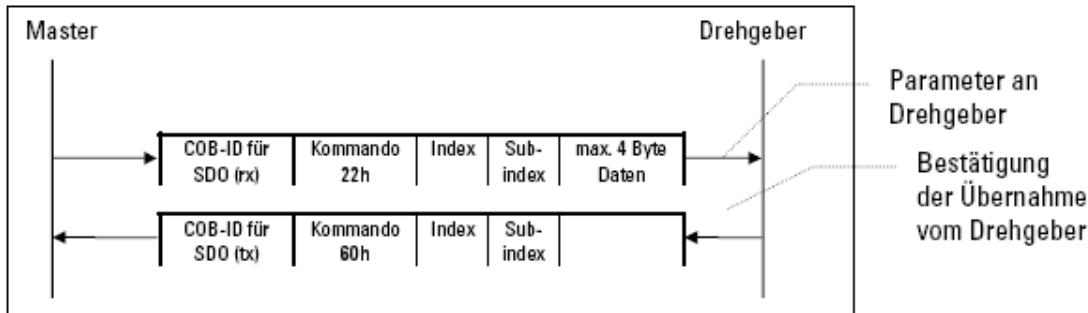 Master
Drehgeber
Parameter an
Drehgeber
COB-ID für Kommando Index Sub- max. 4 Byte
SDO (rx) 22h index Daten
Bestätigung
der Übernahme
vom Drehgeber
COB-ID für Kommando Index Sub-
SDO (tx) 60h index